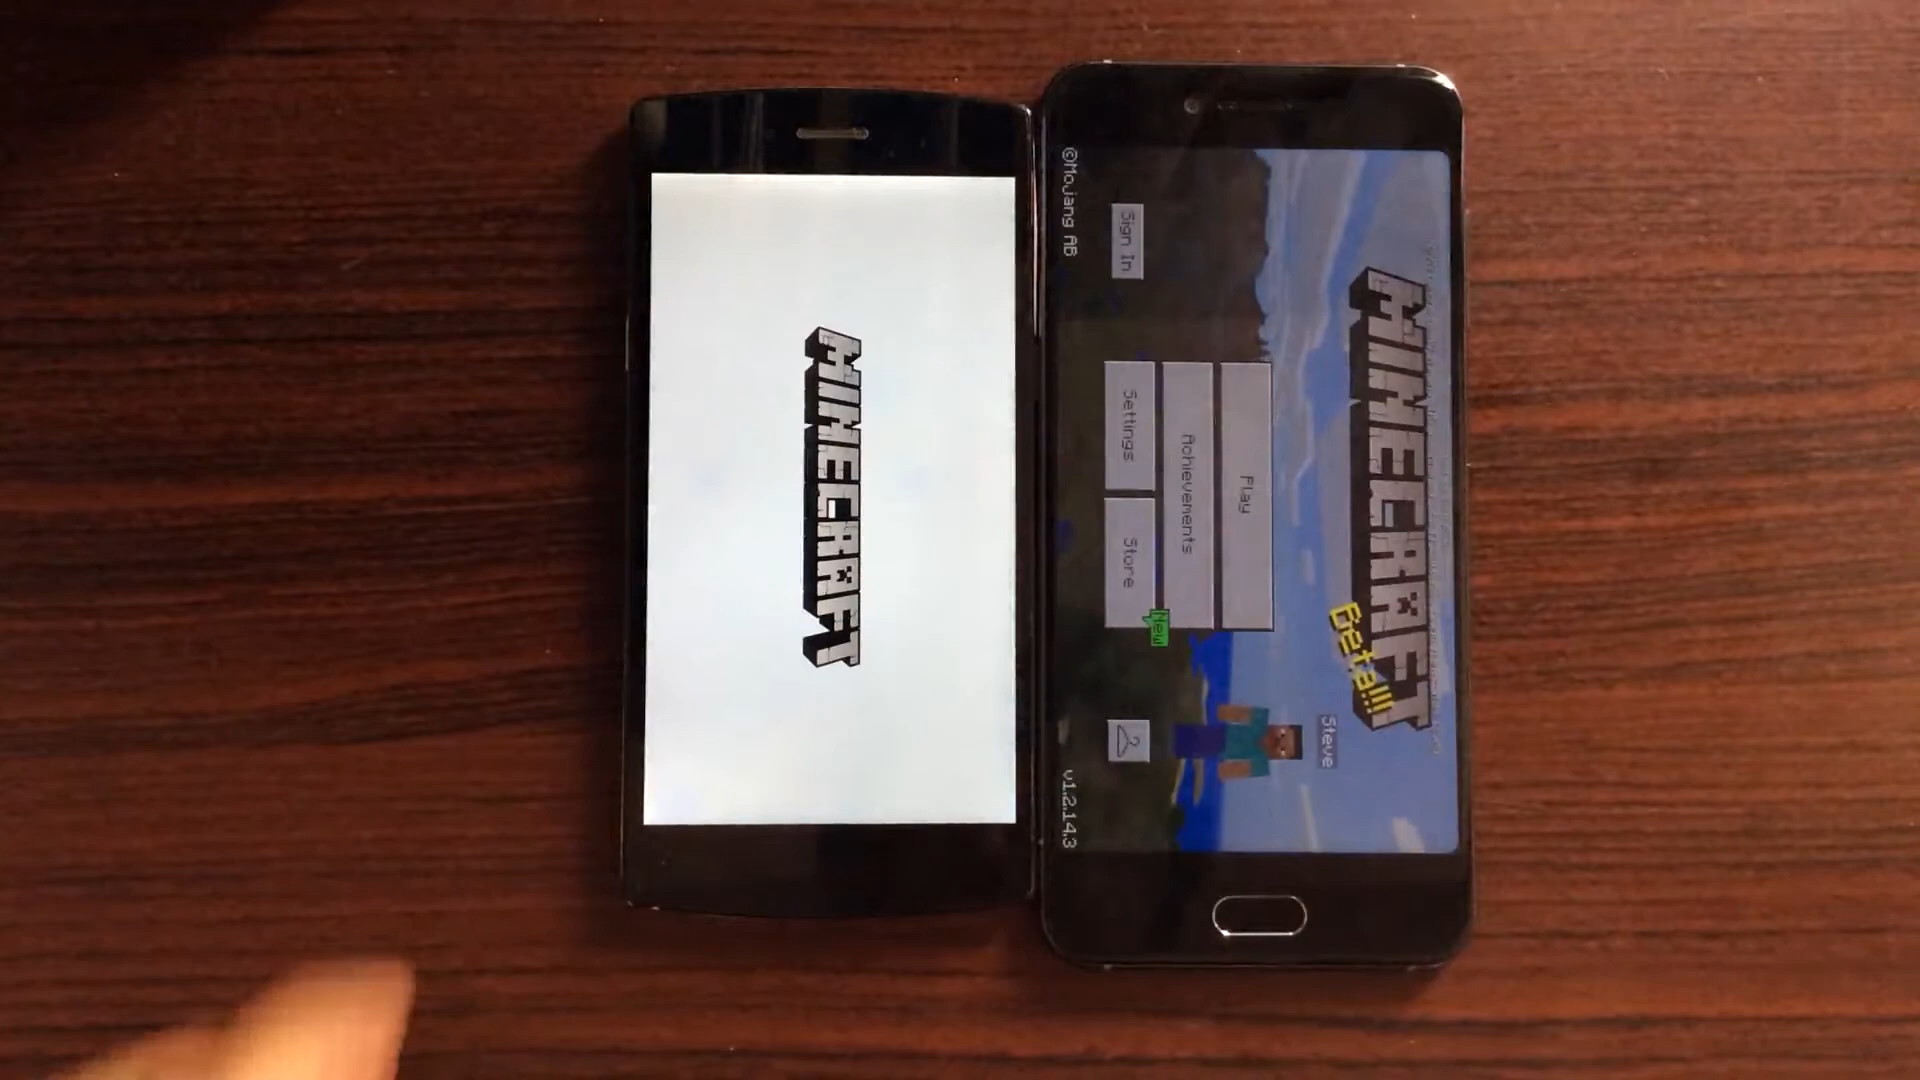 MINECRAFT
MINECRAFT
Beta!!!
Steve
Play
Achievements
New
Settings
Store
Sign In
©Mojang AB
v1.2.14.3